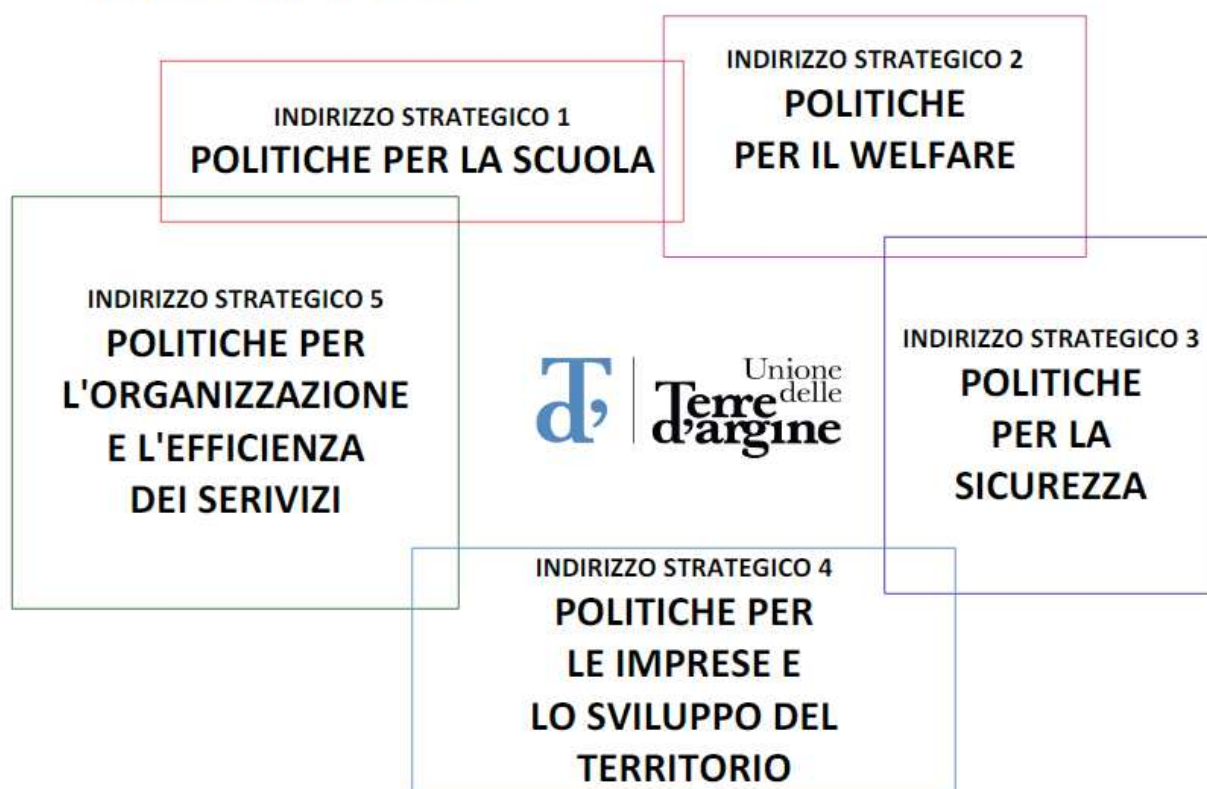 INDIRIZZO STRATEGICO 1
POLITICHE PER LA SCUOLA
INDIRIZZO STRATEGICO 2
POLITICHE
PER IL WELFARE
INDIRIZZO STRATEGICO 5
POLITICHE PER
L'ORGANIZZAZIONE
E L'EFFICIENZA
DEI SERIVIZI
Td'
Unione
delle
Terre
d'argine
INDIRIZZO STRATEGICO 3
POLITICHE
PER LA
SICUREZZA
INDIRIZZO STRATEGICO 4
POLITICHE PER
LE IMPRESE E
LO SVILUPPO DEL
TERRITORIO